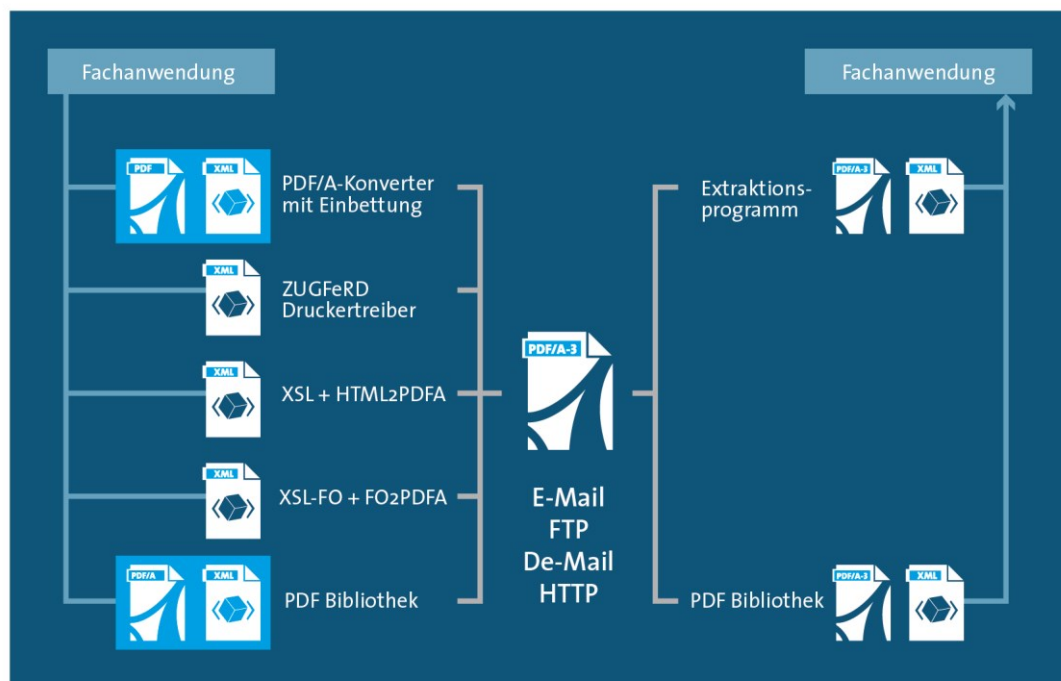 Fachanwendung
PDF
XML
PDF/A-Konverter
mit Einbettung
XML
ZUGFeRD
Druckertreiber
XML
XSL + HTML2PDFA
XML
XSL-FO + FO2PDFA
PDF/A
XML
PDF Bibliothek
PDF/A-3
E-Mail
FTP
De-Mail
HTTP
Fachanwendung
Extraktions-
programm
PDF/A-3
XML
PDF Bibliothek
PDF/A-3
XML